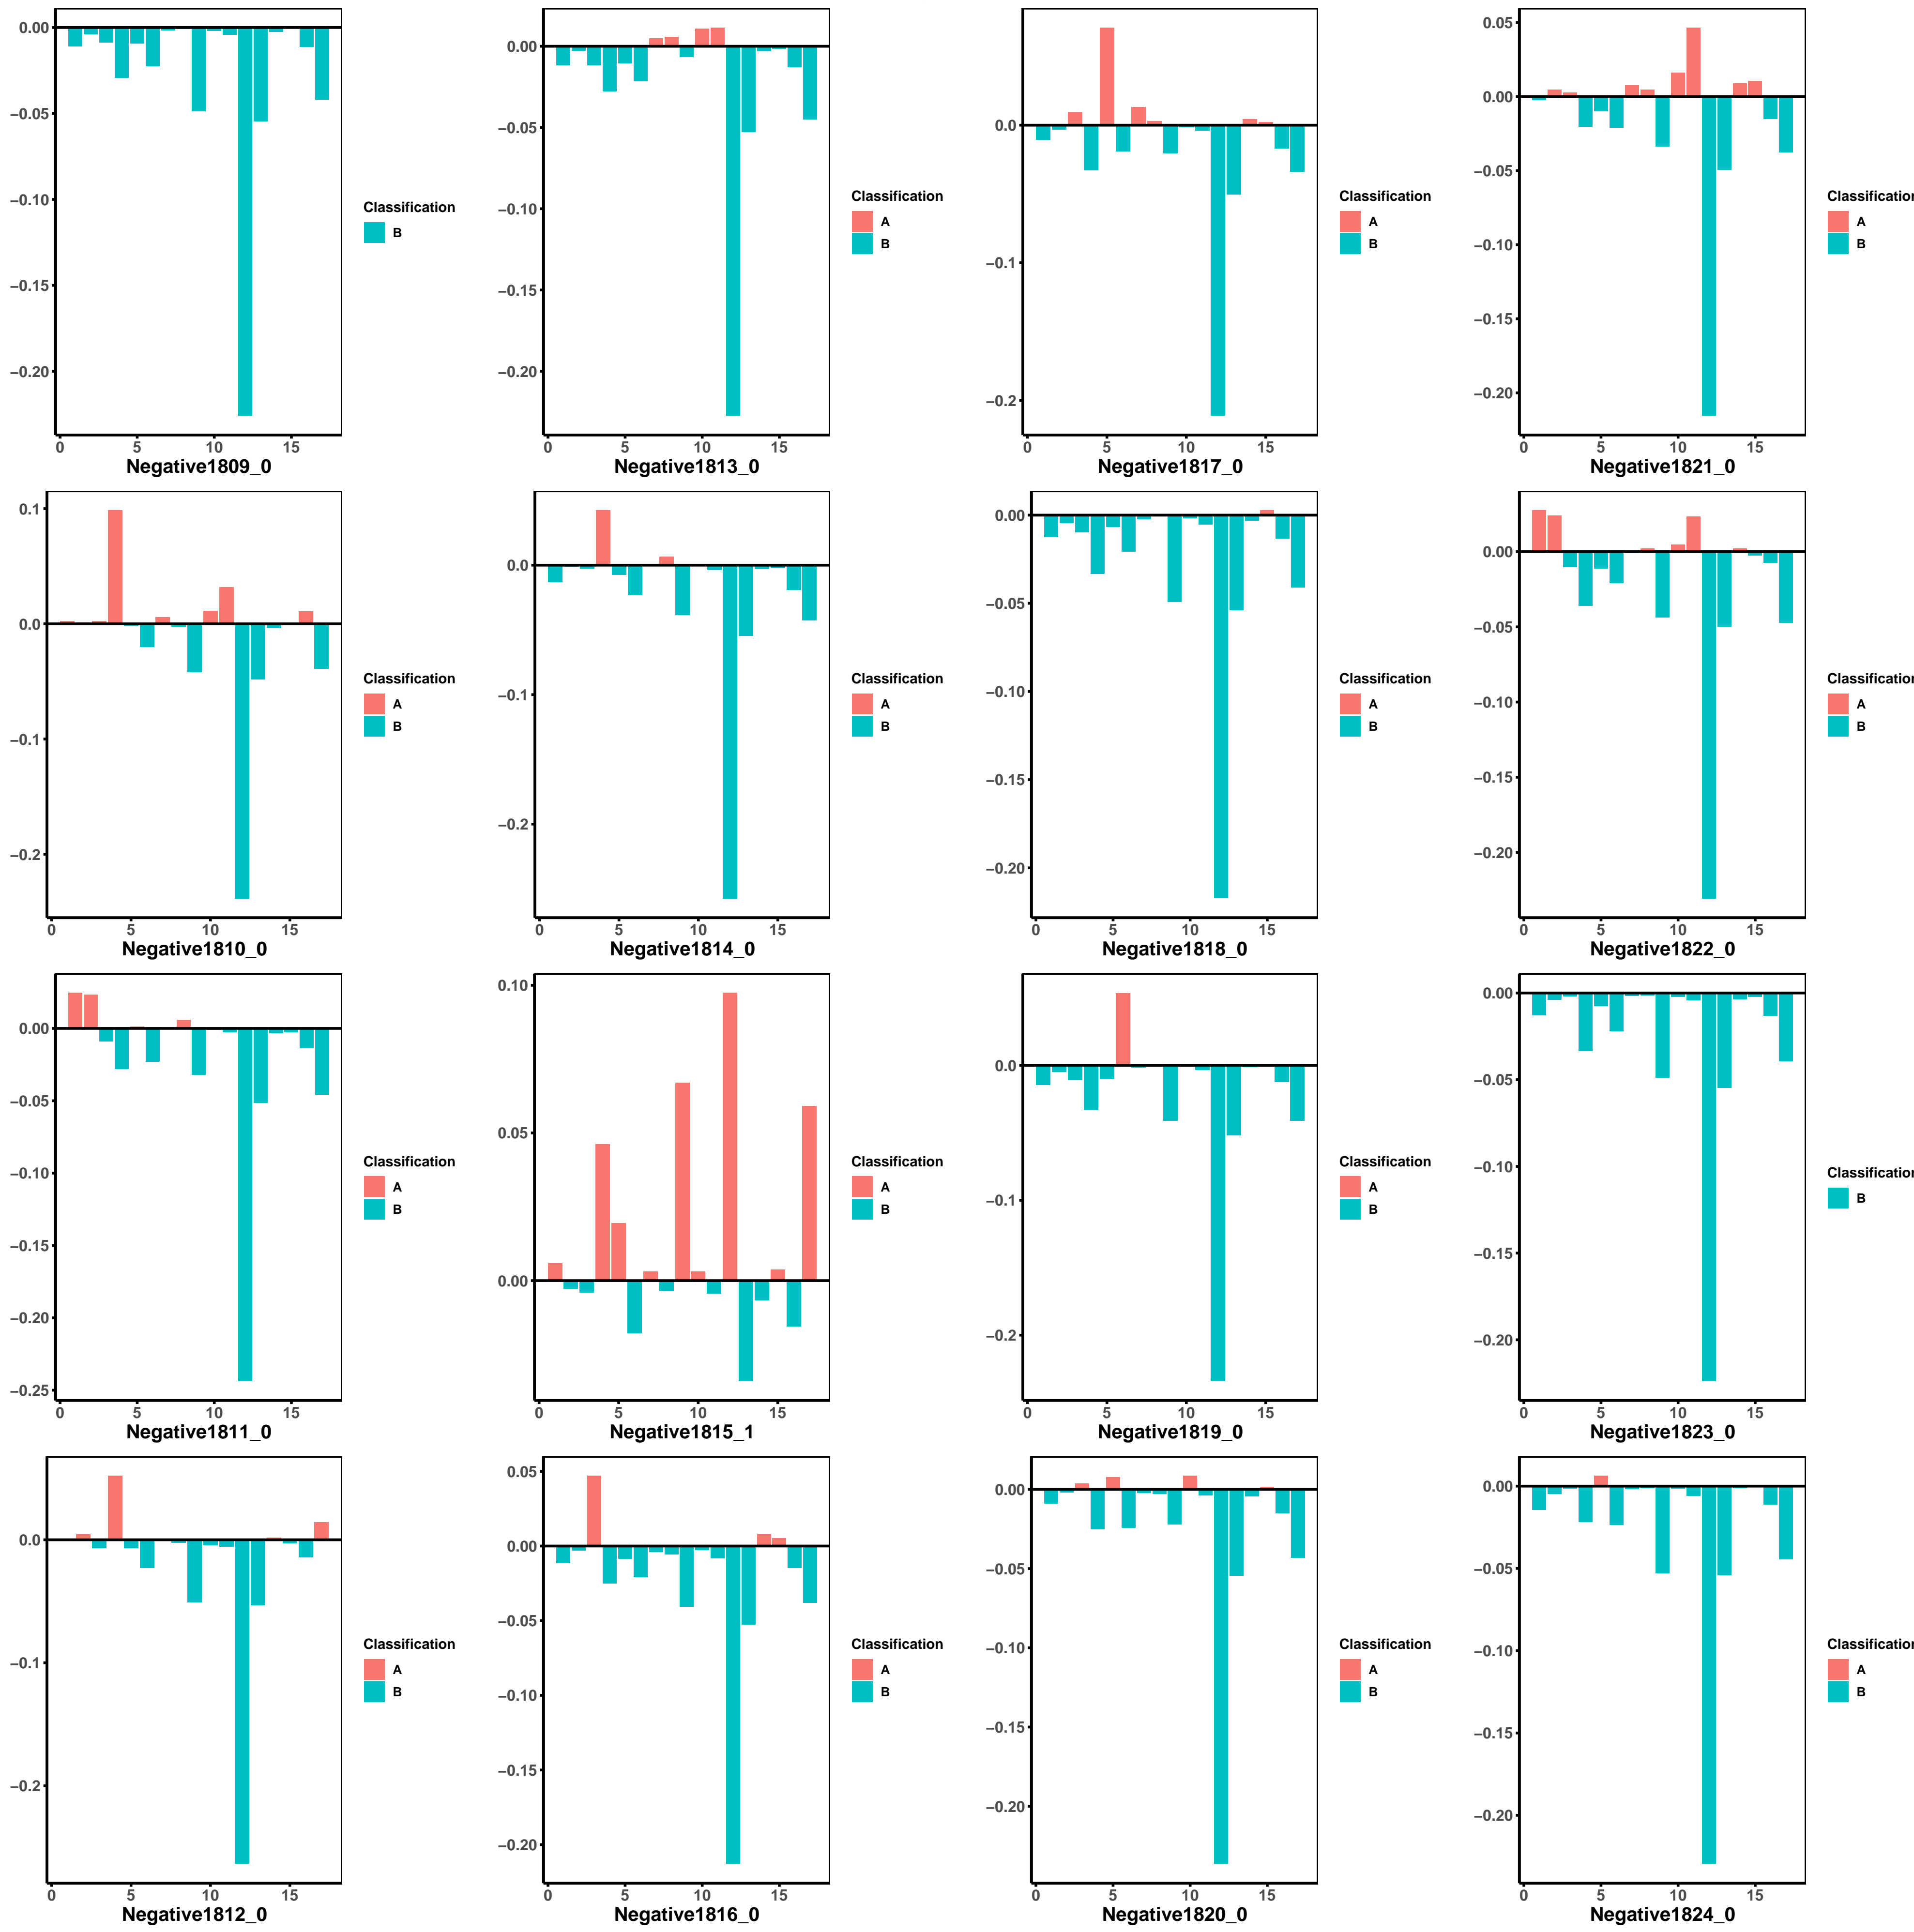 0.00
−0.05
−0.10
−0.15
−0.20
0 5 10 15
Negative1809_0
Classification
B
0.00
−0.05
−0.10
−0.15
−0.20
0 5 10 15
Negative1813_0
Classification
A
B
0.0
−0.1
−0.2
0 5 10 15
Negative1817_0
Classification
A
B
0.05
0.00
−0.05
−0.10
−0.15
−0.20
0 5 10 15
Negative1821_0
Classification
A
B
0.1
0.0
−0.1
−0.2
0 5 10 15
Negative1810_0
Classification
A
B
0.0
−0.1
−0.2
0 5 10 15
Negative1814_0
Classification
A
B
0.00
−0.05
−0.10
−0.15
−0.20
0 5 10 15
Negative1818_0
Classification
A
B
0.00
−0.05
−0.10
−0.15
−0.20
0 5 10 15
Negative1822_0
Classification
A
B
0.00
−0.05
−0.10
−0.15
−0.20
−0.25
0 5 10 15
Negative1811_0
Classification
A
B
0.10
0.05
0.00
0 5 10 15
Negative1815_1
Classification
A
B
0.0
−0.1
−0.2
0 5 10 15
Negative1819_0
Classification
A
B
0.00
−0.05
−0.10
−0.15
−0.20
0 5 10 15
Negative1823_0
Classification
B
0.0
−0.1
−0.2
0 5 10 15
Negative1812_0
Classification
A
B
0.05
0.00
−0.05
−0.10
−0.15
−0.20
0 5 10 15
Negative1816_0
Classification
A
B
0.00
−0.05
−0.10
−0.15
−0.20
0 5 10 15
Negative1820_0
Classification
A
B
0.00
−0.05
−0.10
−0.15
−0.20
0 5 10 15
Negative1824_0
Classification
A
B